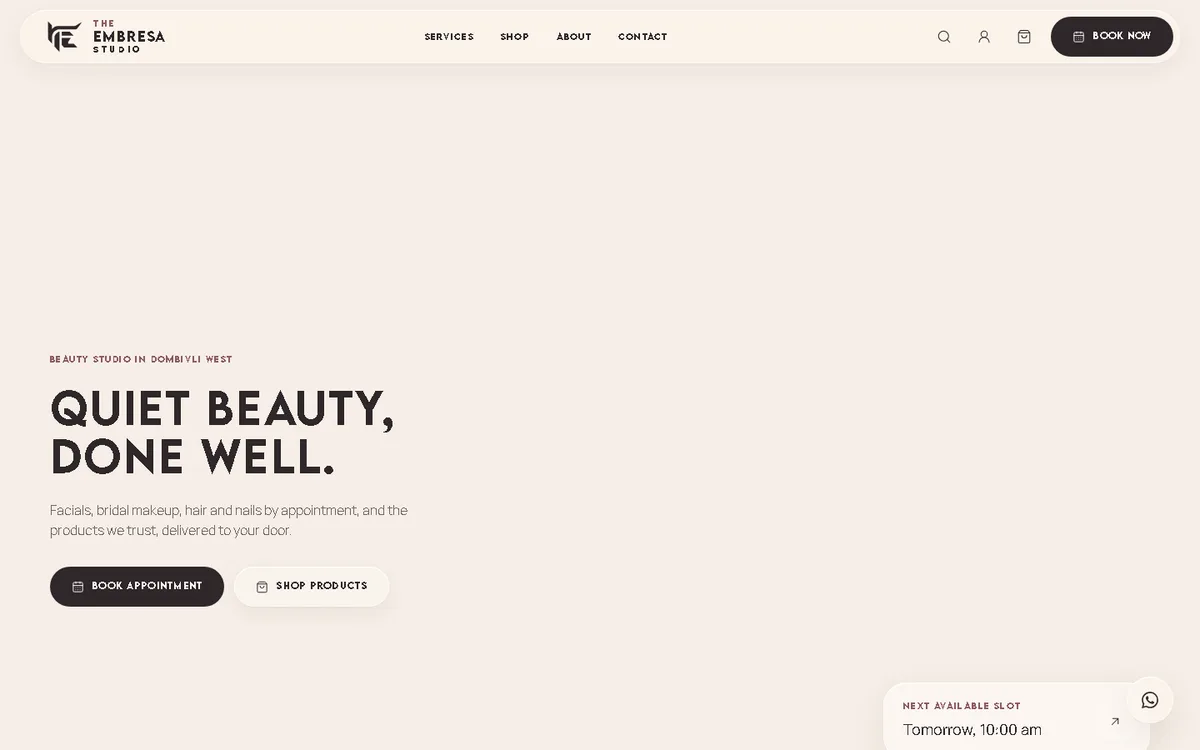 THE
EMBRESA
STUDIO
SERVICES
SHOP
ABOUT
CONTACT
BOOK NOW
BEAUTY STUDIO IN DOMBIVLI WEST
QUIET BEAUTY,
DONE WELL.
Facials, bridal makeup, hair and nails by appointment, and the
products we trust, delivered to your door.
BOOK APPOINTMENT
SHOP PRODUCTS
NEXT AVAILABLE SLOT
Tomorrow, 10:00 am